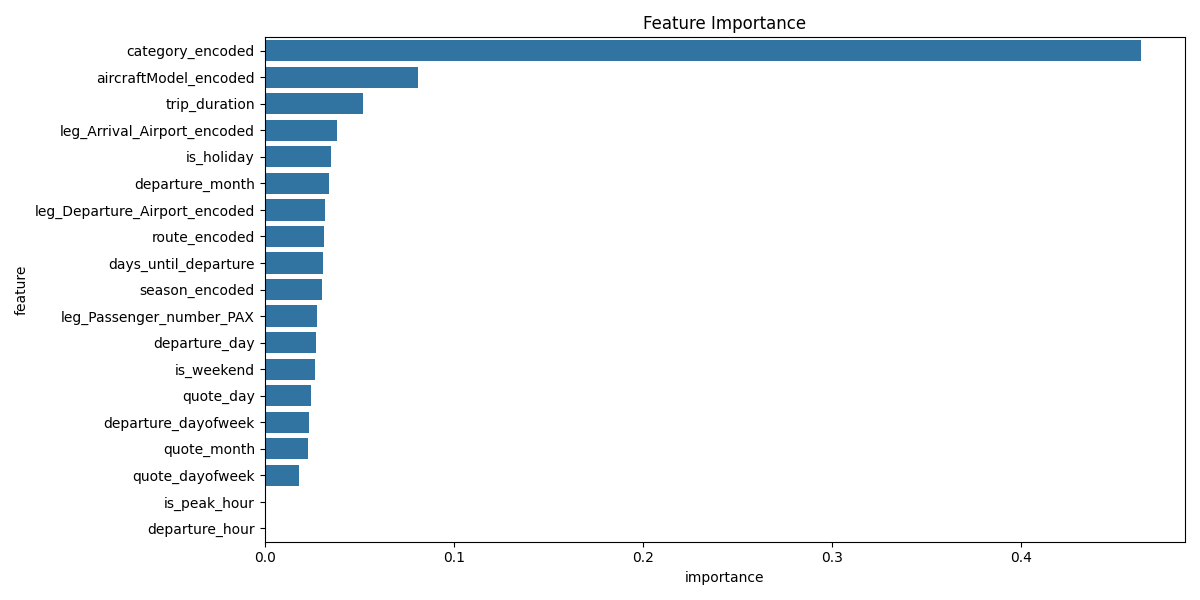 Feature Importance
category_encoded
aircraftModel_encoded
trip_duration
leg_Arrival_Airport_encoded
is_holiday
departure_month
leg_Departure_Airport_encoded
route_encoded
days_until_departure
season_encoded
leg_Passenger_number_PAX
departure_day
is_weekend
quote_day
departure_dayofweek
quote_month
quote_dayofweek
is_peak_hour
departure_hour
feature
0.0 0.1 0.2 0.3 0.4
importance